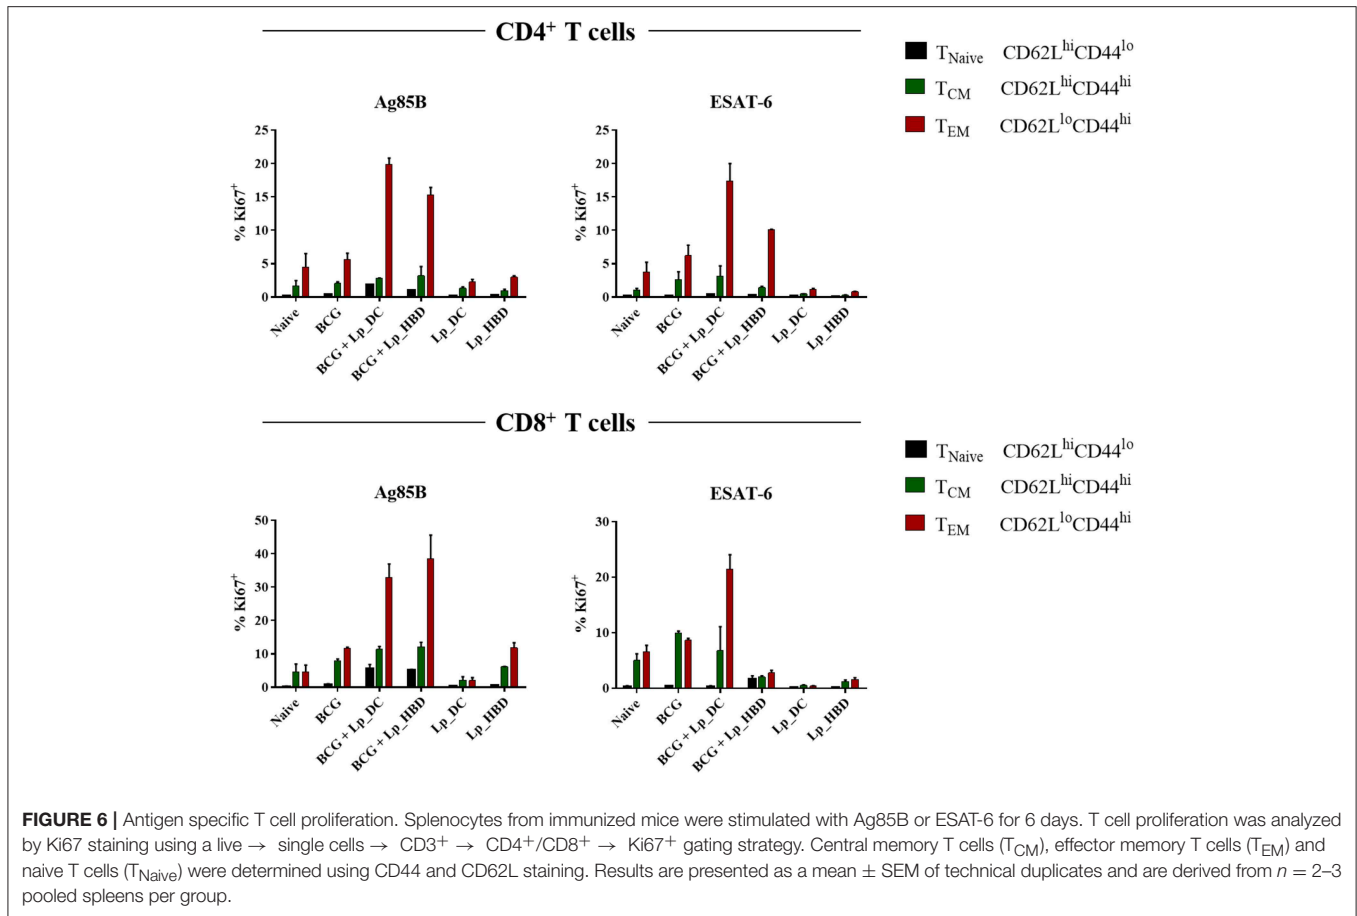 CD4⁺ T cells
T_Naive CD62L^hi CD44^lo
T_CM CD62L^hi CD44^hi
T_EM CD62L^lo CD44^hi
Ag85B
25
20
15
10
5
0
% Ki67⁺
Naive
BCG
BCG + Lp_DC
BCG + Lp_HBD
Lp_DC
Lp_HBD
ESAT-6
25
20
15
10
5
0
% Ki67⁺
Naive
BCG
BCG + Lp_DC
BCG + Lp_HBD
Lp_DC
Lp_HBD
CD8⁺ T cells
T_Naive CD62L^hi CD44^lo
T_CM CD62L^hi CD44^hi
T_EM CD62L^lo CD44^hi
Ag85B
50
40
30
20
10
0
% Ki67⁺
Naive
BCG
BCG + Lp_DC
BCG + Lp_HBD
Lp_DC
Lp_HBD
ESAT-6
30
20
10
0
% Ki67⁺
Naive
BCG
BCG + Lp_DC
BCG + Lp_HBD
Lp_DC
Lp_HBD
FIGURE 6 | Antigen specific T cell proliferation. Splenocytes from immunized mice were stimulated with Ag85B or ESAT-6 for 6 days. T cell proliferation was analyzed
by Ki67 staining using a live → single cells → CD3⁺ → CD4⁺/CD8⁺ → Ki67⁺ gating strategy. Central memory T cells (T_CM), effector memory T cells (T_EM) and
naive T cells (T_Naive) were determined using CD44 and CD62L staining. Results are presented as a mean ± SEM of technical duplicates and are derived from n = 2–3
pooled spleens per group.